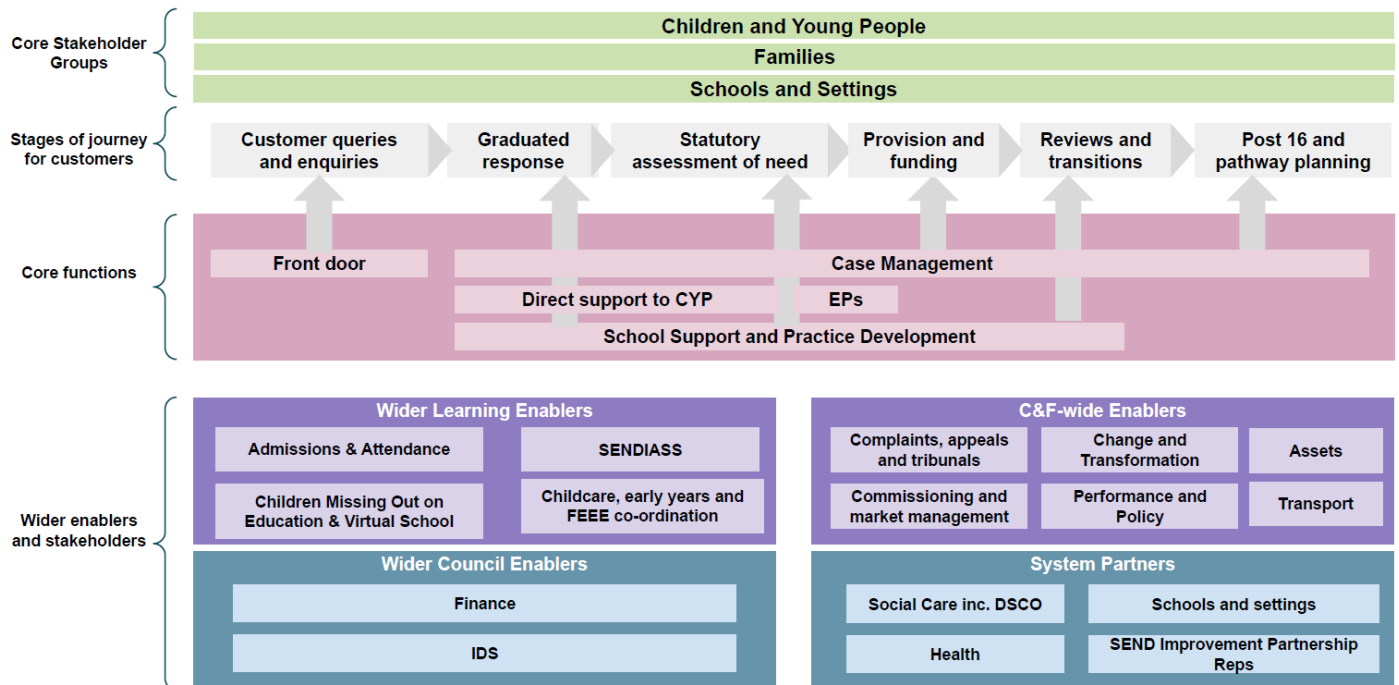 Core Stakeholder
Groups
Children and Young People
Families
Schools and Settings
Stages of journey
for customers
Customer queries
and enquiries
Graduated
response
Statutory
assessment of need
Provision and
funding
Reviews and
transitions
Post 16 and
pathway planning
Core functions
Front door
Case Management
Direct support to CYP
EPs
School Support and Practice Development
Wider enablers
and stakeholders
Wider Learning Enablers
Admissions & Attendance
SENDIASS
Children Missing Out on
Education & Virtual School
Childcare, early years and
FEEE co-ordination
C&F-wide Enablers
Complaints, appeals
and tribunals
Change and
Transformation
Assets
Commissioning and
market management
Performance and
Policy
Transport
Wider Council Enablers
Finance
IDS
System Partners
Social Care inc. DSCO
Schools and settings
Health
SEND Improvement Partnership
Reps